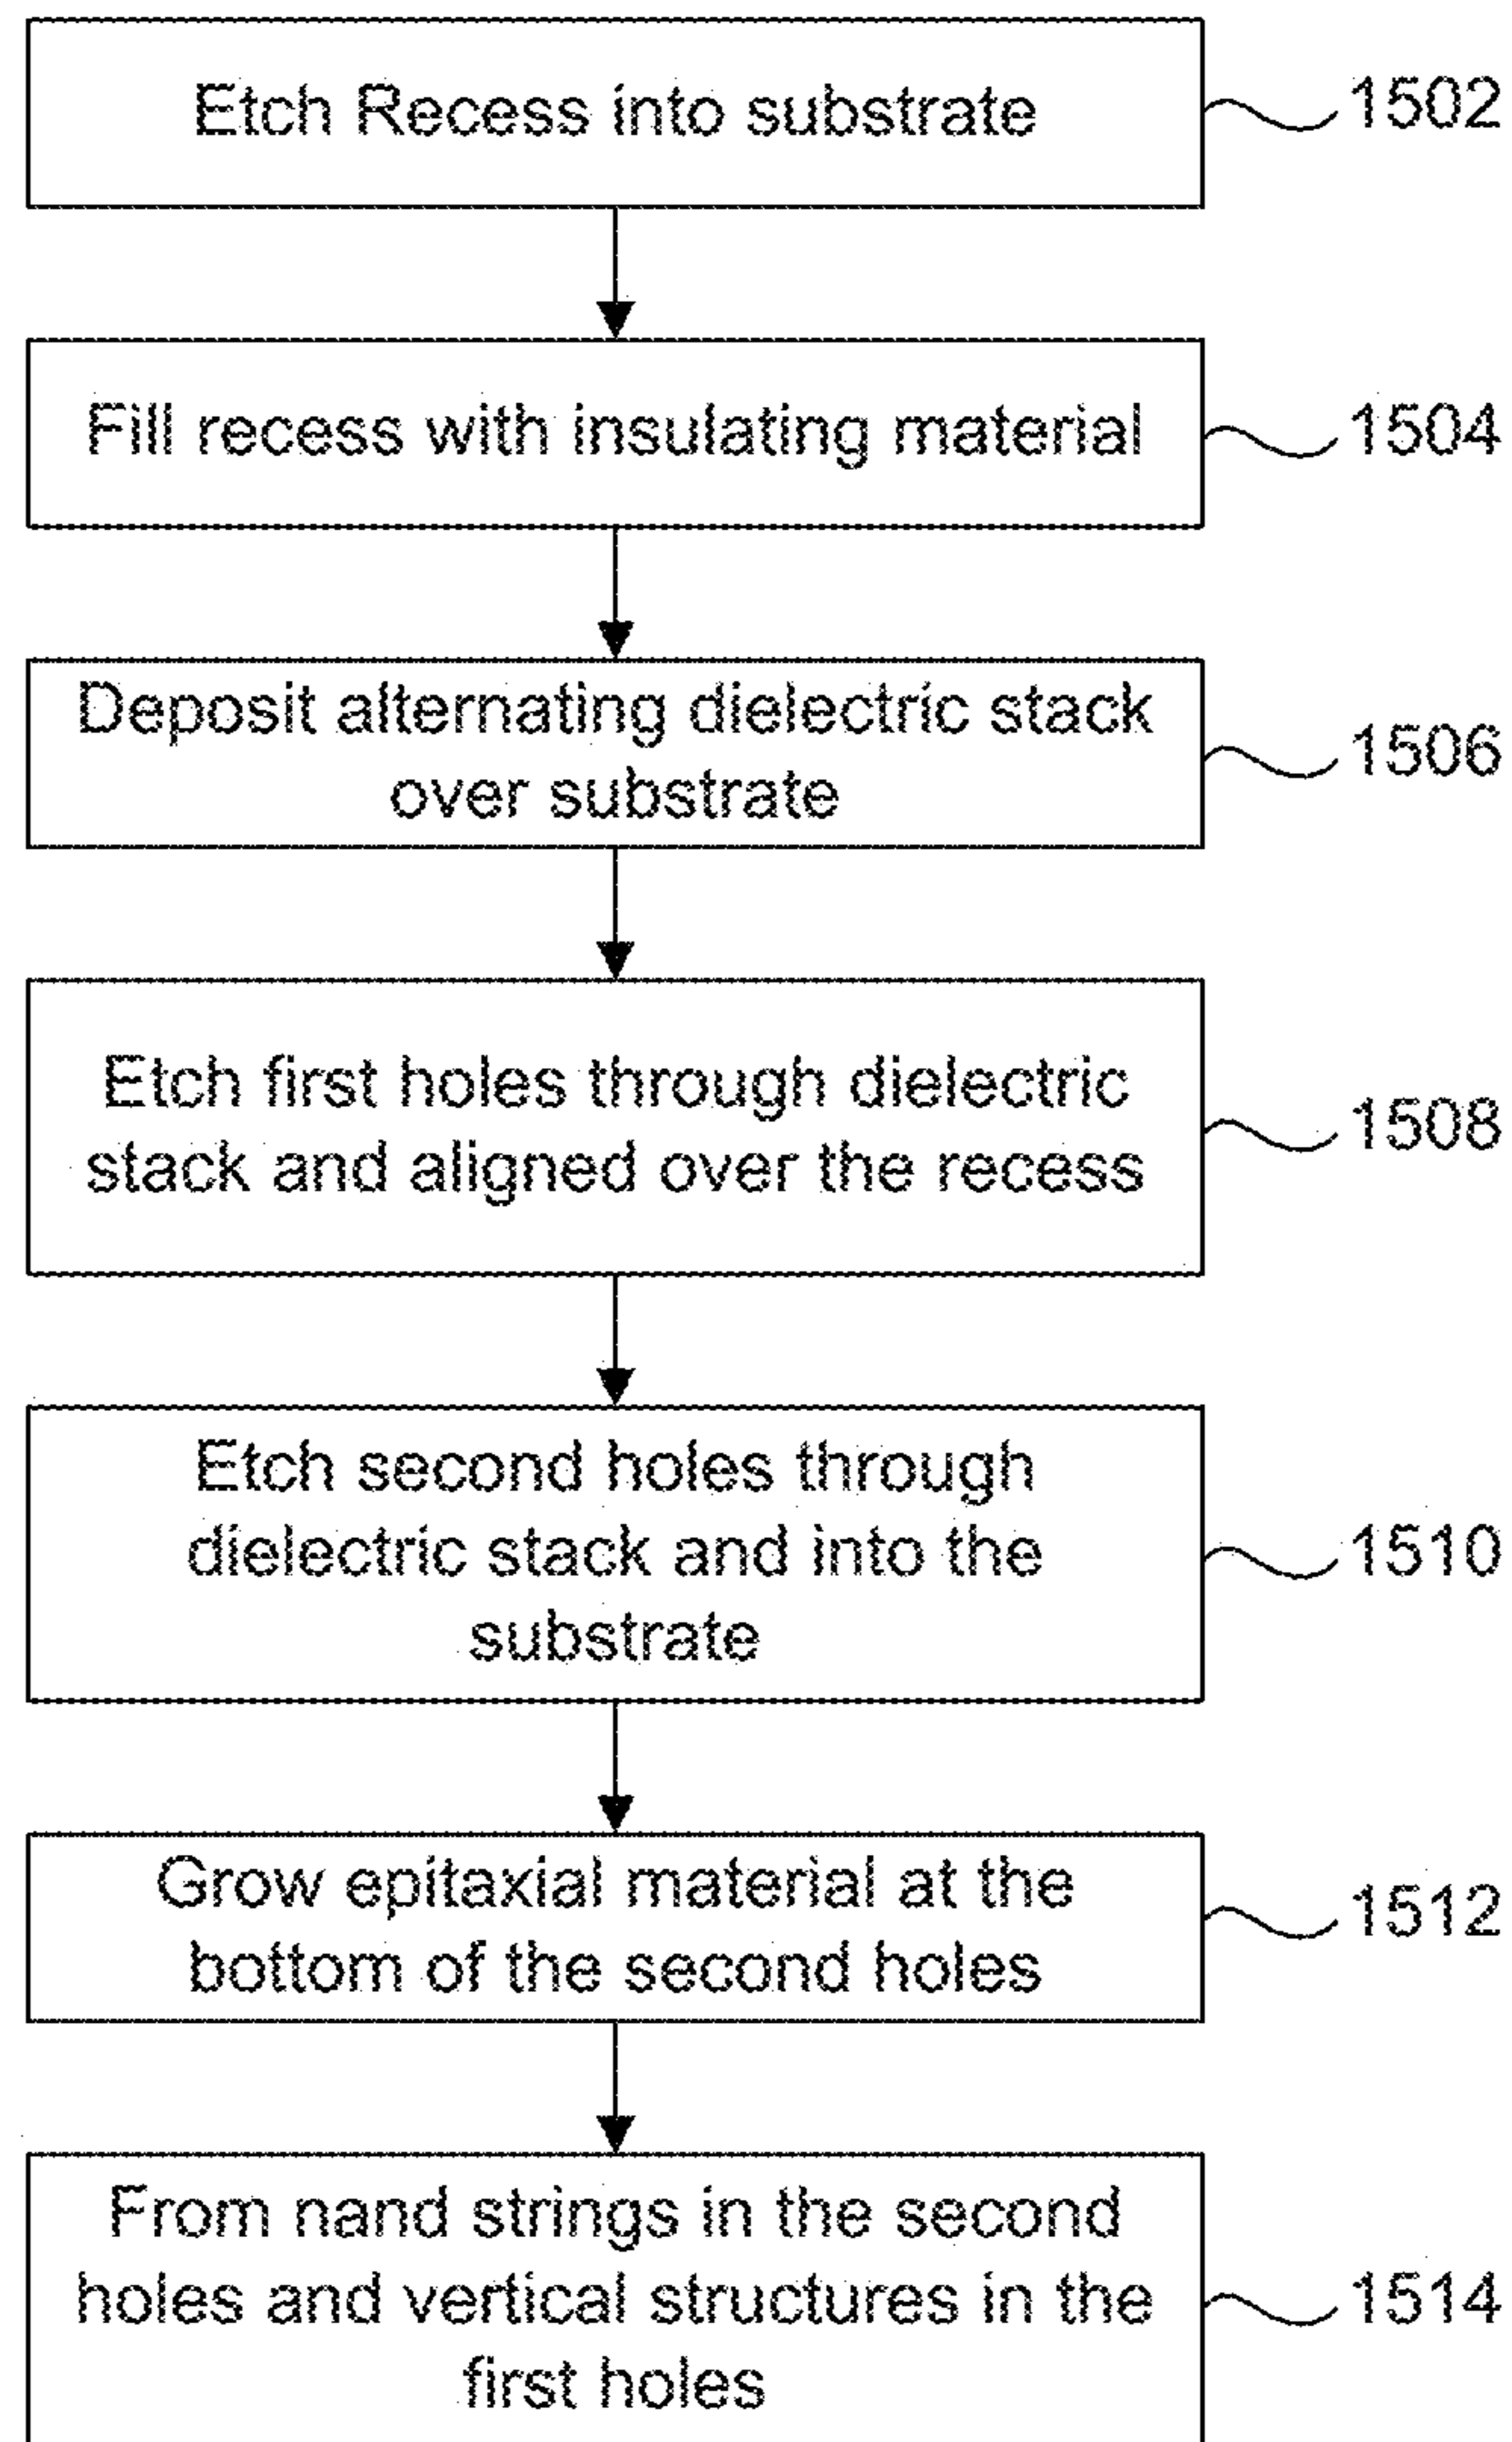 Etch Recess into substrate
1502
Fill recess with insulating material
1504
Deposit alternating dielectric stack
over substrate
1506
Etch first holes through dielectric
stack and aligned over the recess
1508
Etch second holes through
dielectric stack and into the
substrate
1510
Grow epitaxial material at the
bottom of the second holes
1512
From nand strings in the second
holes and vertical structures in the
first holes
1514